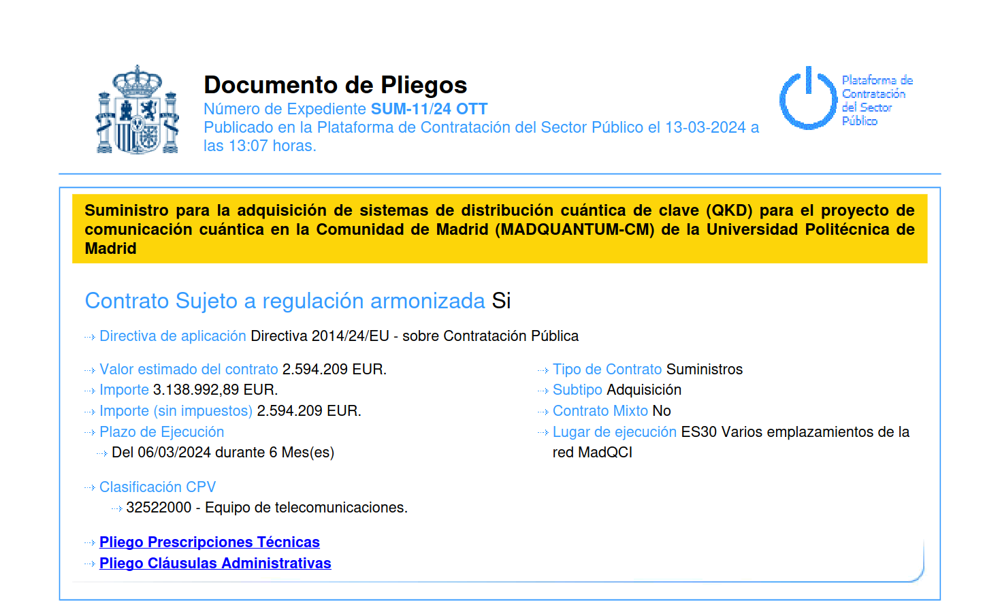 Documento de Pliegos
Número de Expediente SUM-11/24 OTT
Publicado en la Plataforma de Contratación del Sector Público el 13-03-2024 a
las 13:07 horas.
Plataforma de
Contratación
del Sector
Público
Suministro para la adquisición de sistemas de distribución cuántica de clave (QKD) para el proyecto de
comunicación cuántica en la Comunidad de Madrid (MADQUANTUM-CM) de la Universidad Politécnica de
Madrid
Contrato Sujeto a regulación armonizada Si
Directiva de aplicación Directiva 2014/24/EU - sobre Contratación Pública
Valor estimado del contrato 2.594.209 EUR.
Importe 3.138.992,89 EUR.
Importe (sin impuestos) 2.594.209 EUR.
Plazo de Ejecución
Del 06/03/2024 durante 6 Mes(es)
Tipo de Contrato Suministros
Subtipo Adquisición
Contrato Mixto No
Lugar de ejecución ES30 Varios emplazamientos de la
red MadQCI
Clasificación CPV
32522000 - Equipo de telecomunicaciones.
Pliego Prescripciones Técnicas
Pliego Cláusulas Administrativas